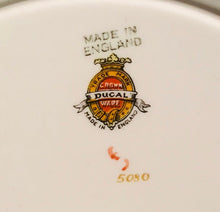 MADE IN
ENGLAND
TRADE MARK
CROWN
DUCAL
WARE
MADE IN ENGLAND
5080